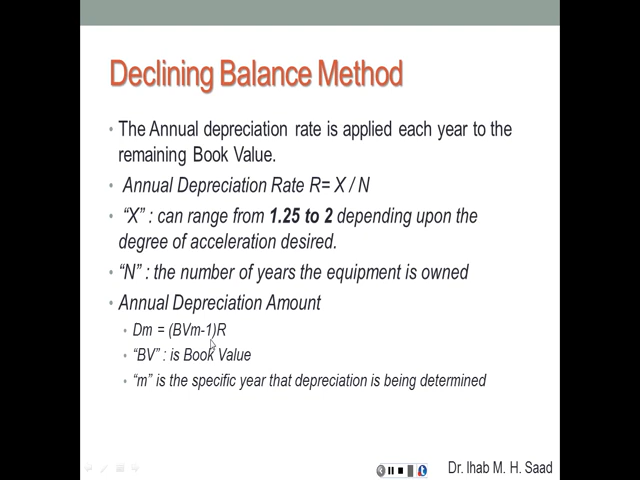 Declining Balance Method
• The Annual depreciation rate is applied each year to the
remaining Book Value.
• Annual Depreciation Rate R= X / N
• “X” : can range from 1.25 to 2 depending upon the
degree of acceleration desired.
• “N” : the number of years the equipment is owned
• Annual Depreciation Amount
• Dm = (BVm-1)R
• “BV” : is Book Value
• “m” is the specific year that depreciation is being determined
Dr. Ihab M. H. Saad